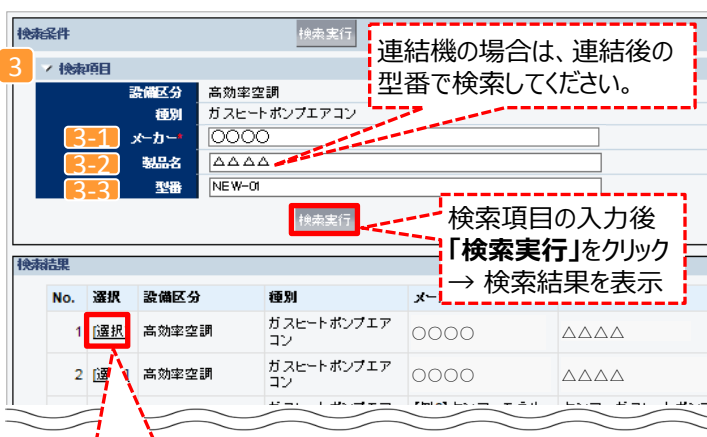 検索条件
検索実行
連結機の場合は、連結後の
型番で検索してください。
3
検索項目
設備区分 高効率空調
種別 ガスヒートポンプエアコン
3-1 メーカー* ○○○○
3-2 製品名 △△△△
3-3 型番 NEW-01
検索実行
検索項目の入力後
「検索実行」をクリック
→ 検索結果を表示
検索結果
No. 選択 設備区分 種別 メー
1 [選択 高効率空調 ガスヒートポンプエアコン ○○○○ △△△△
2 [選 ] 高効率空調 ガスヒートポンプエアコン ○○○○ △△△△